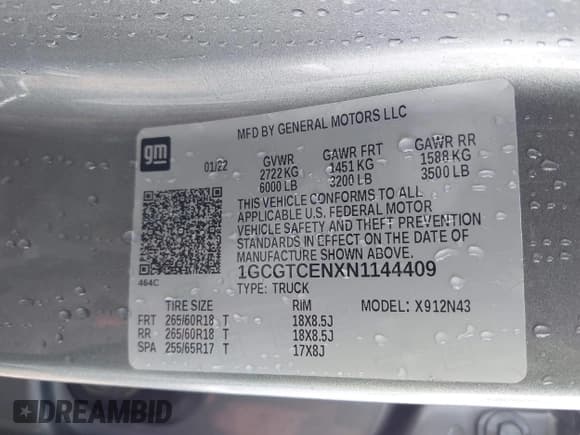 MFD BY GENERAL MOTORS LLC
gm
01/22 GVWR GAWR FRT GAWR RR
2722 KG 1451 KG 1588 KG
6000 LB 3200 LB 3500 LB
THIS VEHICLE CONFORMS TO ALL
APPLICABLE U.S. FEDERAL MOTOR
VEHICLE SAFETY AND THEFT PREVENTION
STANDARDS IN EFFECT ON THE DATE OF
MANUFACTURE SHOWN ABOVE.
1GCGTCENXN1144409
464C
TYPE: TRUCK
TIRE SIZE RIM MODEL: X912N43
FRT 265/60R18 T 18X8.5J
RR 265/60R18 T 18X8.5J
SPA 255/65R17 T 17X8J
DREAMBID